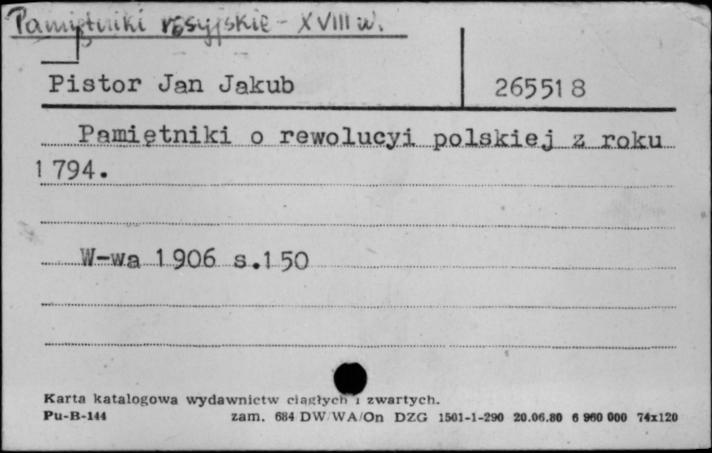 Pamiętniki rosyjskie - XVIII w.
Pistor Jan Jakub
265518
Pamiętniki o rewolucyi polskiej z roku
1794.
W-wa 1906 s.150
Karta katalogowa wydawnictw ciągłych i zwartych.
Pu-B-144 zam. 684 DW/WA/On DZG 1501-1-290 20.06.80 6 960 000 74x120